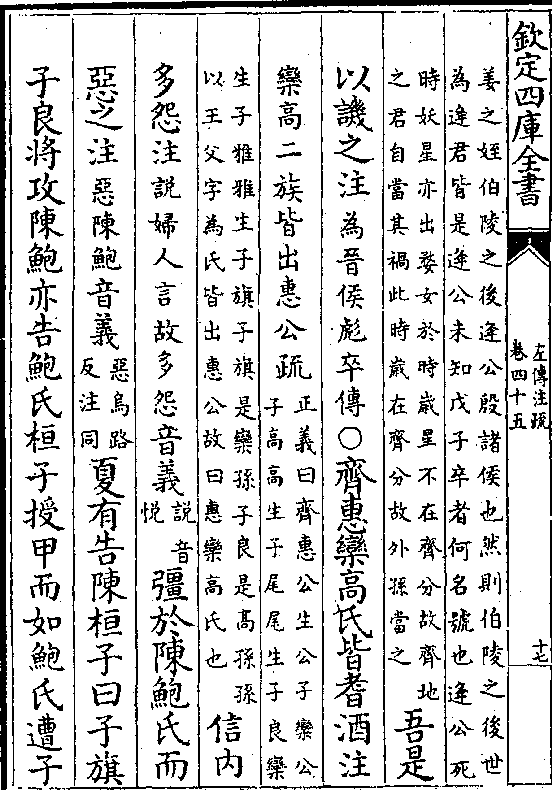 欽定四庫全書
左傳注疏
卷四十五
十七
姜之姪伯陵之後逄公殷諸侯也然則伯陵之後世
為逄君皆是逄公未知戊子卒者何名號也逄公死
時妖星亦出婺女於時歲星不在齊分故齊地
之君自當其禍此時歲在齊分故外孫當之
吾是
以譏之注為晉侯彪卒傳○齊惠欒高氏皆耆酒注
欒高二族皆出惠公疏
正義曰齊惠公生公子欒公
子高高生子尾尾生子良欒
生子雅雅生子旗子旗是欒孫子良是高孫孫
以王父字為氏皆出惠公故曰惠欒高氏也
信内
多怨注說婦人言故多怨音義
說音
悅
彊於陳鮑氏而
惡之注惡陳鮑音義
惡烏路
反注同
夏有告陳桓子曰子旗
子良將攻陳鮑亦告鮑氏桓子授甲而如鮑氏遭子